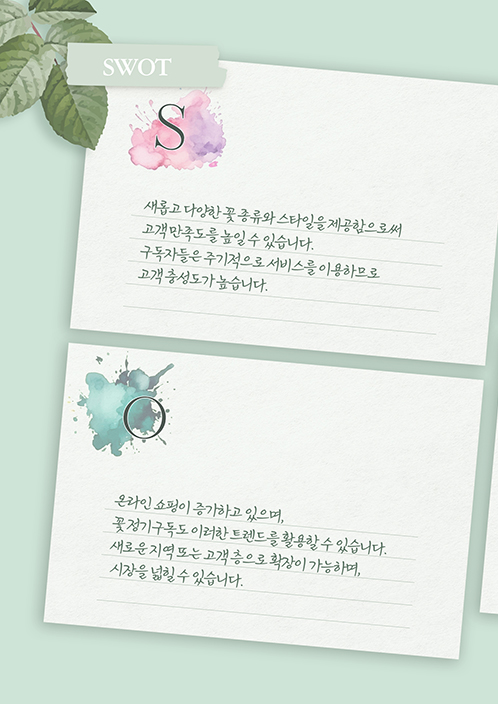 SWOT
S
새롭고 다양한 꽃 종류와 스타일을 제공함으로써
고객 만족도를 높일 수 있습니다.
구독자들은 주기적으로 서비스를 이용하므로
고객 충성도가 높습니다.
O
온라인 쇼핑이 증가하고 있으며,
꽃 정기구독도 이러한 트렌드를 활용할 수 있습니다.
새로운 지역 또는 고객 층으로 확장이 가능하며,
시장을 넓힐 수 있습니다.